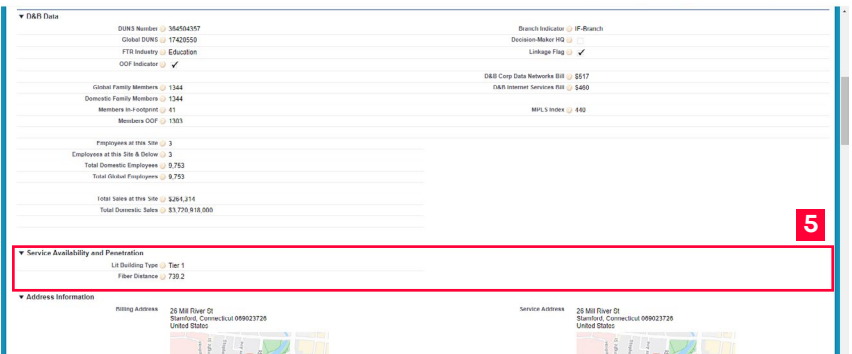 ▼ D&B Data
DUNS Number 364504357
Branch Indicator IF-Branch
Global DUNS 17420550
Decision-Maker HQ
FTR Industry Education
Linkage Flag ✓
OOF Indicator ✓
D&B Corp Data Networks Bill $517
Global Family Members 1344
D&B Internet Services Bill $460
Domestic Family Members 1344
Members In-Footprint 41
MPLS Index 440
Members OOF 1303
Employees at this Site 3
Employees at this Site & Below 3
Total Domestic Employees 9,753
Total Global Employees 9,753
Total Sales at this Site $264,314
Total Domestic Sales $3,720,918,000
5
▼ Service Availability and Penetration
Lit Building Type Tier 1
Fiber Distance 739.2
▼ Address Information
Billing Address 26 Mill River St
Stamford, Connecticut 069023726
United States
Service Address 26 Mill River St
Stamford, Connecticut 069023726
United States